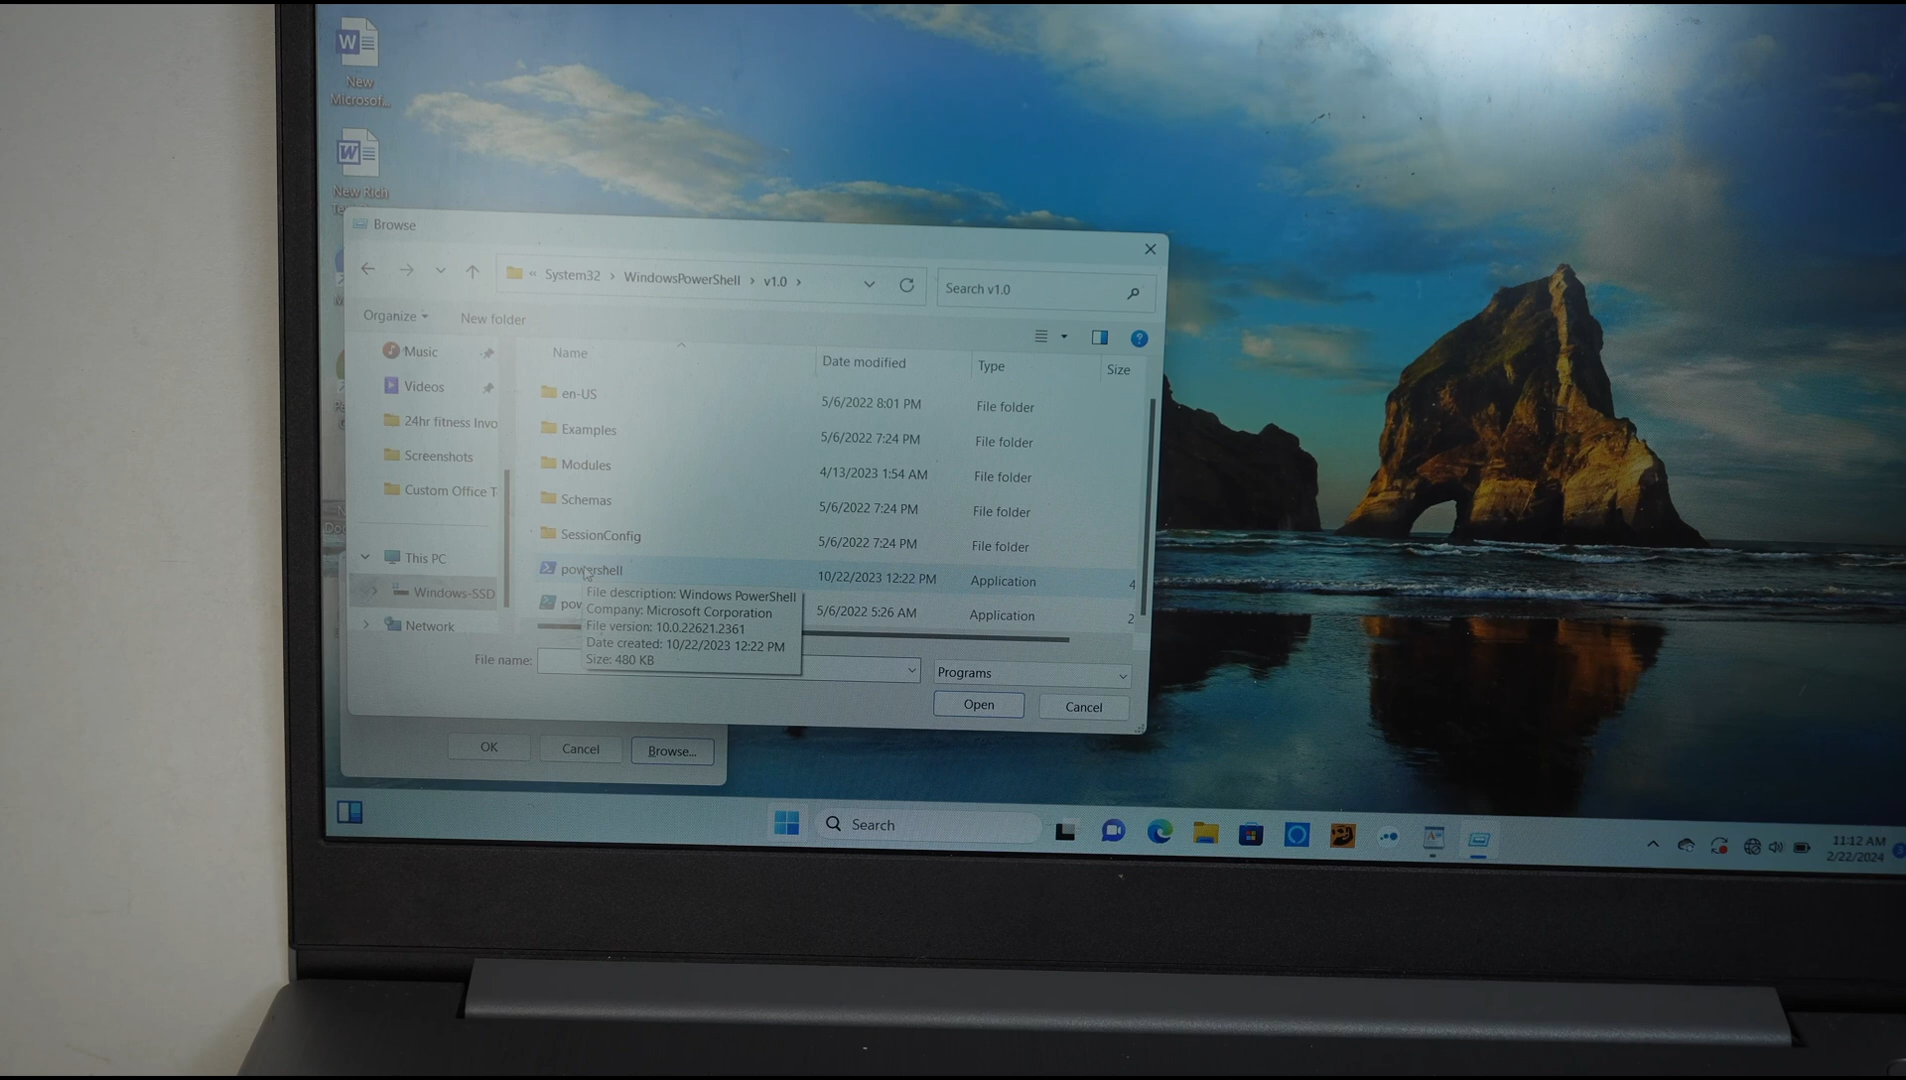 New
Microsof...
New Rich
Browse
« System32 > WindowsPowerShell > v1.0 >
Search v1.0
Organize
New folder
Name
Date modified
Type
Size
Music
Videos
24hr fitness Invo
Screenshots
Custom Office T
This PC
Windows-SSD
Network
en-US
5/6/2022 8:01 PM
File folder
Examples
5/6/2022 7:24 PM
File folder
Modules
4/13/2023 1:54 AM
File folder
Schemas
5/6/2022 7:24 PM
File folder
SessionConfig
5/6/2022 7:24 PM
File folder
powershell
10/22/2023 12:22 PM
Application
4
pow
5/6/2022 5:26 AM
Application
2
File description: Windows PowerShell
Company: Microsoft Corporation
File version: 10.0.22621.2361
Date created: 10/22/2023 12:22 PM
Size: 480 KB
File name:
Programs
Open
Cancel
OK
Cancel
Browse...
Search
11:12 AM
2/22/2024